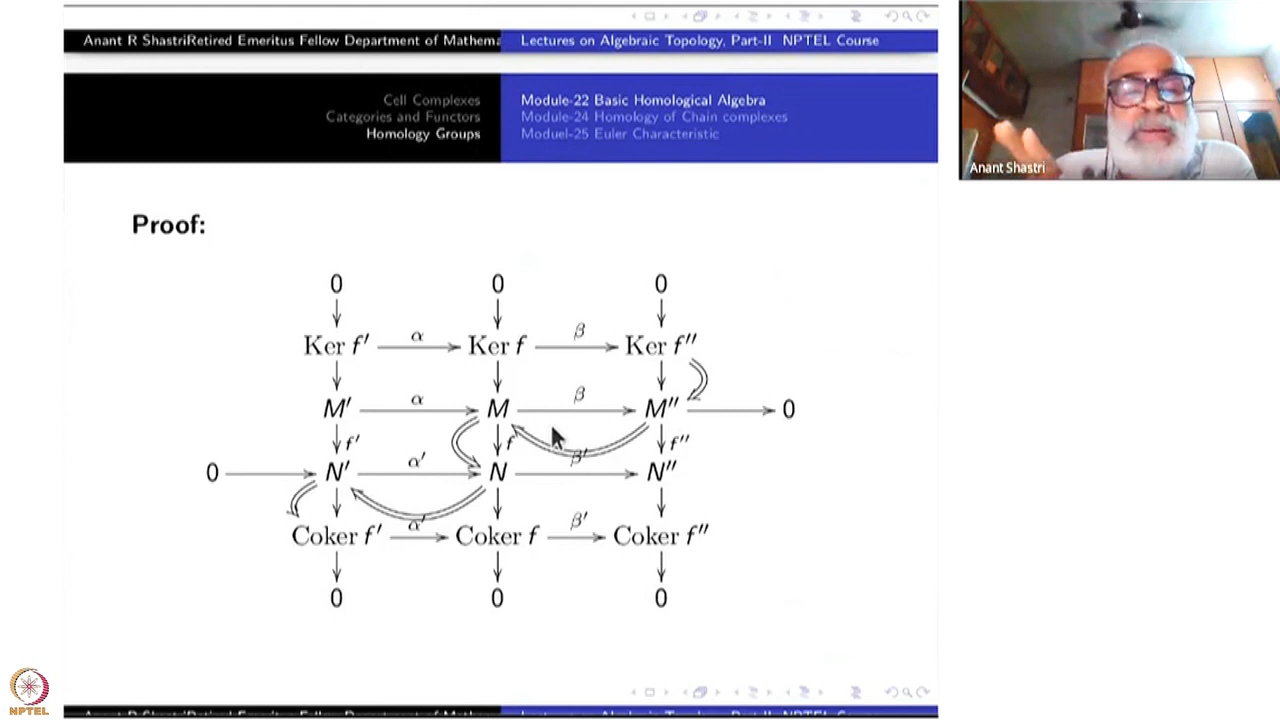 Anant R ShastriRetired Emeritus Fellow Department of Mathema Lectures on Algebraic Topology, Part-II NPTEL Course
Cell Complexes
Categories and Functors
Homology Groups
Module-22 Basic Homological Algebra
Module-24 Homology of Chain complexes
Moduel-25 Euler Characteristic
Anant Shastri
Proof:
0 0 0
Ker f′ α Ker f β Ker f″
M′ α M β M″ 0
f′ f f″
0 N′ α′ N β′ N″
Coker f′ α′ Coker f β′ Coker f″
0 0 0
NPTEL